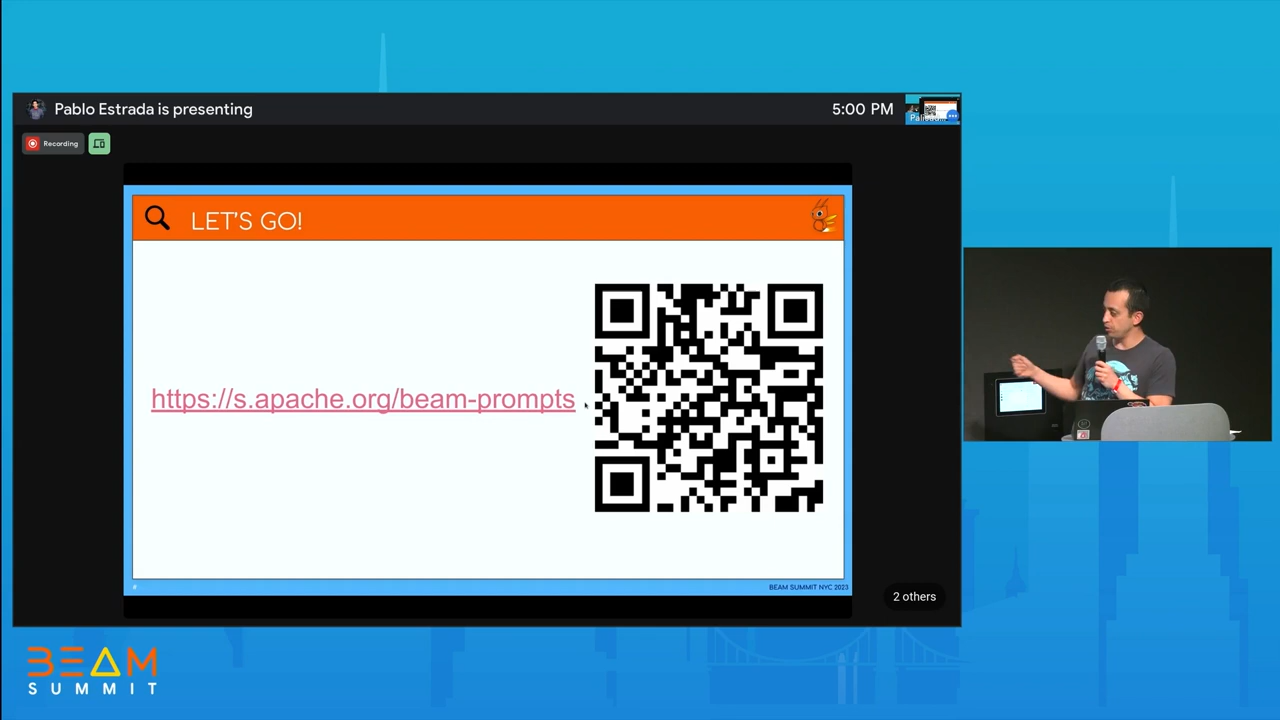 Pablo Estrada is presenting
5:00 PM
Recording
LET'S GO!
https://s.apache.org/beam-prompts
BEAM SUMMIT NYC 2023
2 others
BEAM
SUMMIT